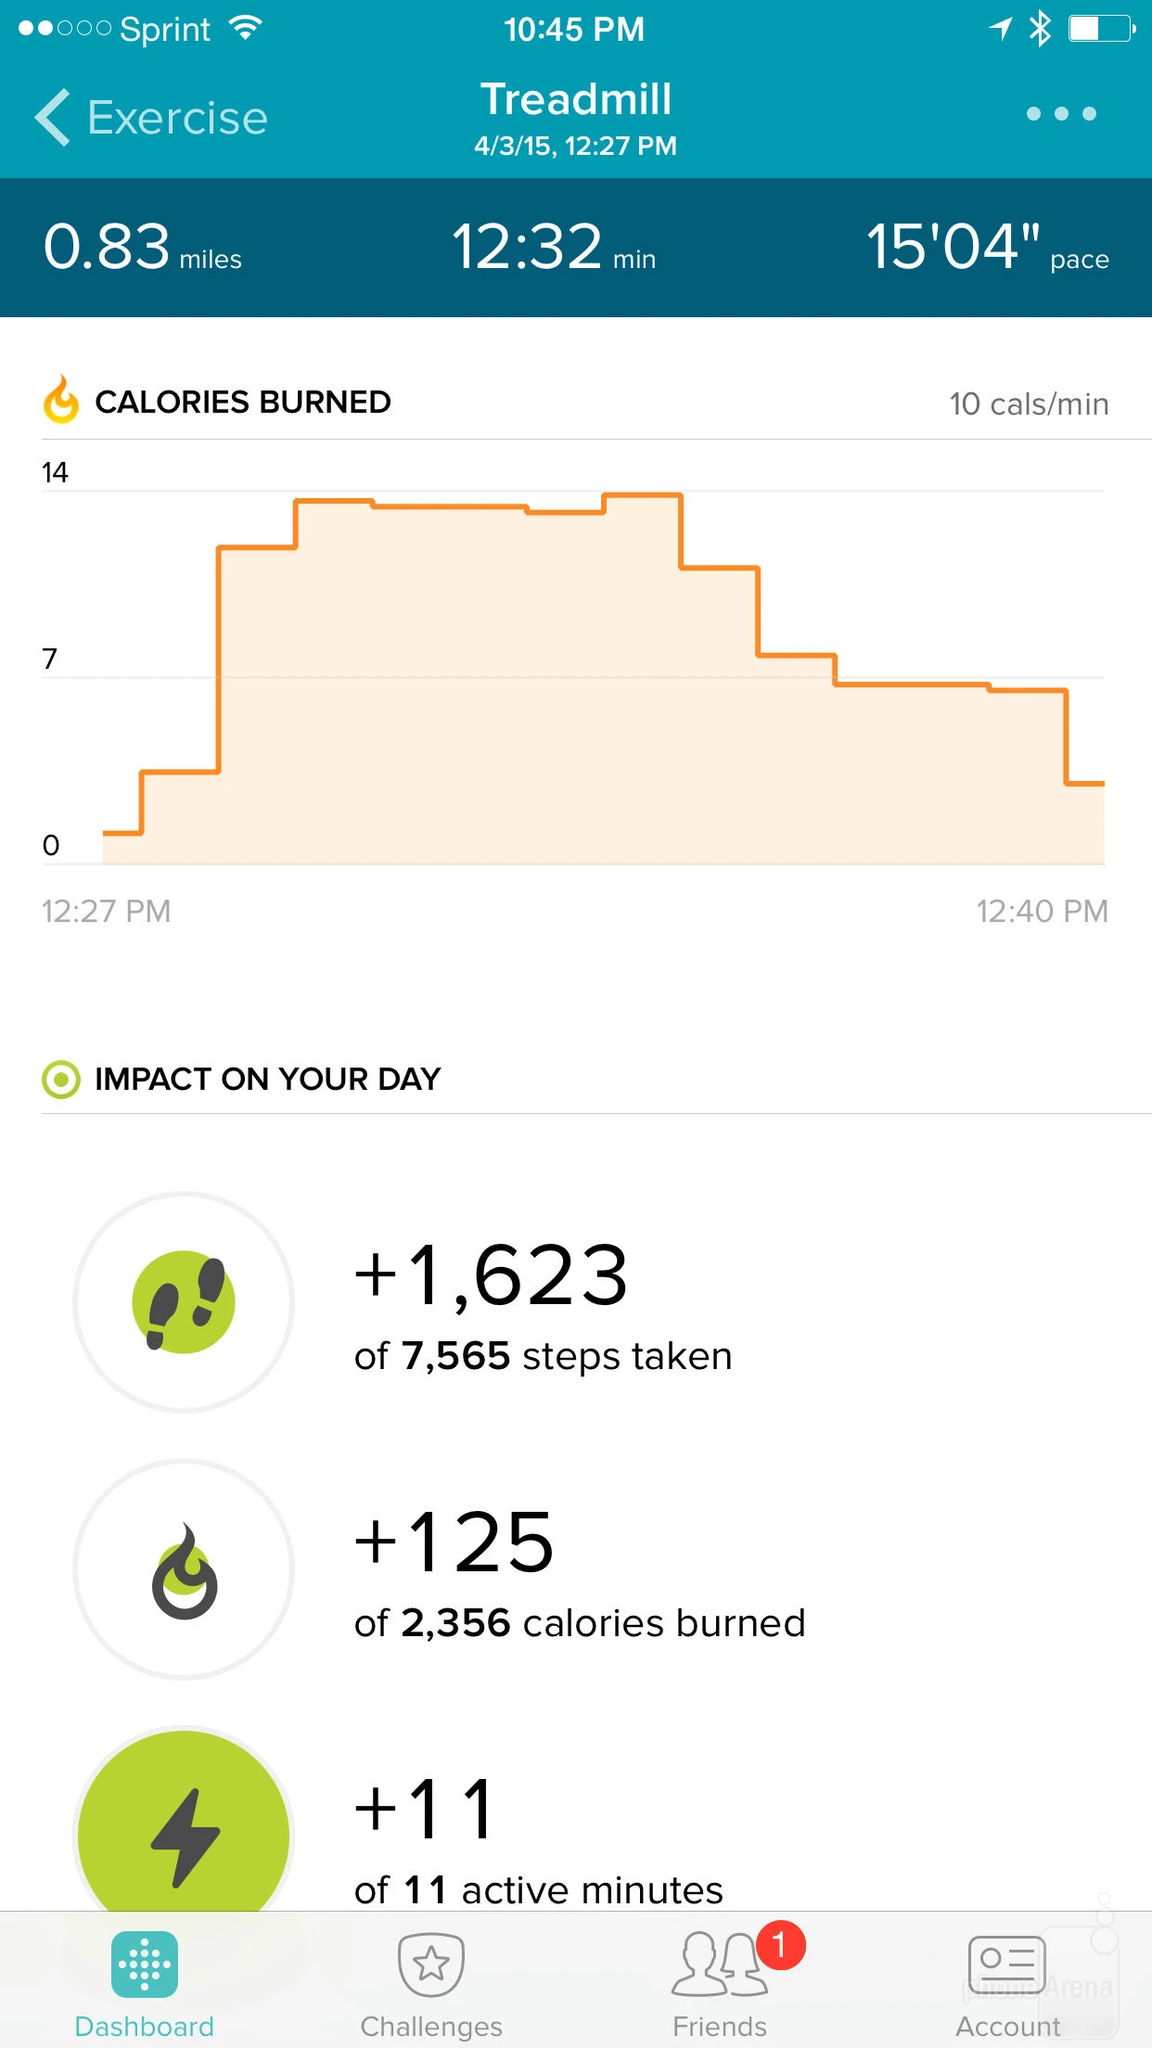 Sprint 10:45 PM
Exercise Treadmill
4/3/15, 12:27 PM
0.83 miles 12:32 min 15'04" pace
CALORIES BURNED 10 cals/min
14
7
0
12:27 PM 12:40 PM
IMPACT ON YOUR DAY
+1,623
of 7,565 steps taken
+125
of 2,356 calories burned
+11
of 11 active minutes
1
phoneArena
Dashboard Challenges Friends Account